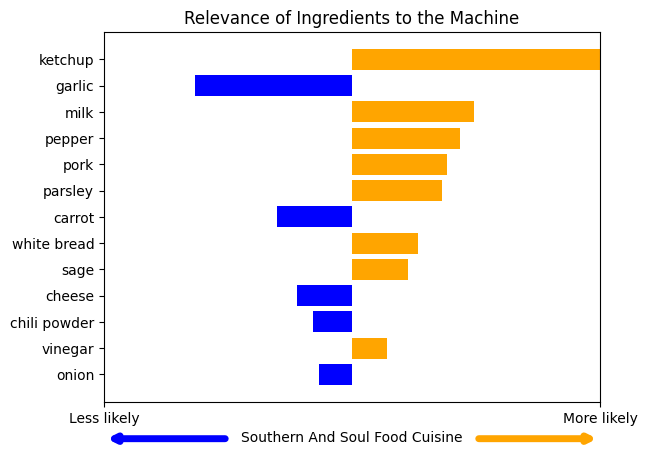 Relevance of Ingredients to the Machine
ketchup
garlic
milk
pepper
pork
parsley
carrot
white bread
sage
cheese
chili powder
vinegar
onion
Less likely More likely
Southern And Soul Food Cuisine